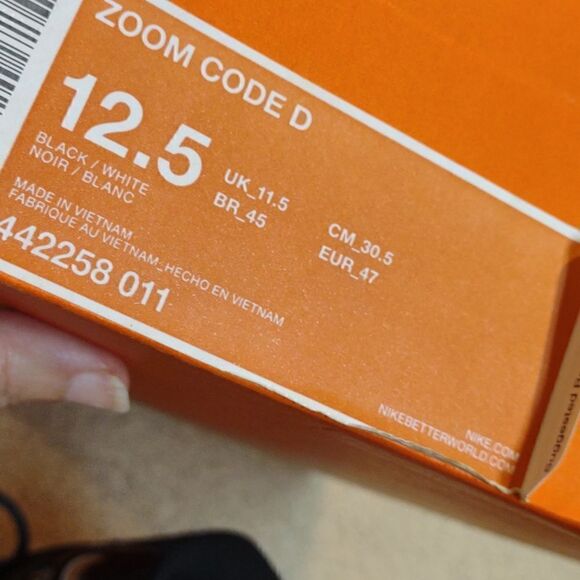 ZOOM CODE D
12.5
UK_11.5
BR_45
CM_30.5
EUR_47
BLACK / WHITE
NOIR / BLANC
MADE IN VIETNAM
FABRIQUE AU VIETNAM_HECHO EN VIETNAM
442258 011
NIKE.COM
NIKEBETTERWORLD.COM
Suggested